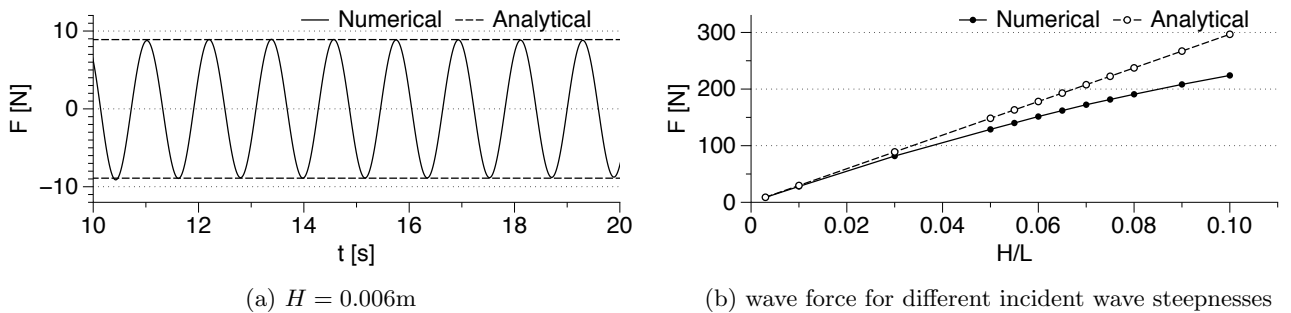 Numerical Analytical
10
0
−10
F [N]
10 12 14 16 18 20
t [s]
(a) H = 0.006m
Numerical Analytical
300
200
100
0
F [N]
0 0.02 0.04 0.06 0.08 0.10
H/L
(b) wave force for different incident wave steepnesses